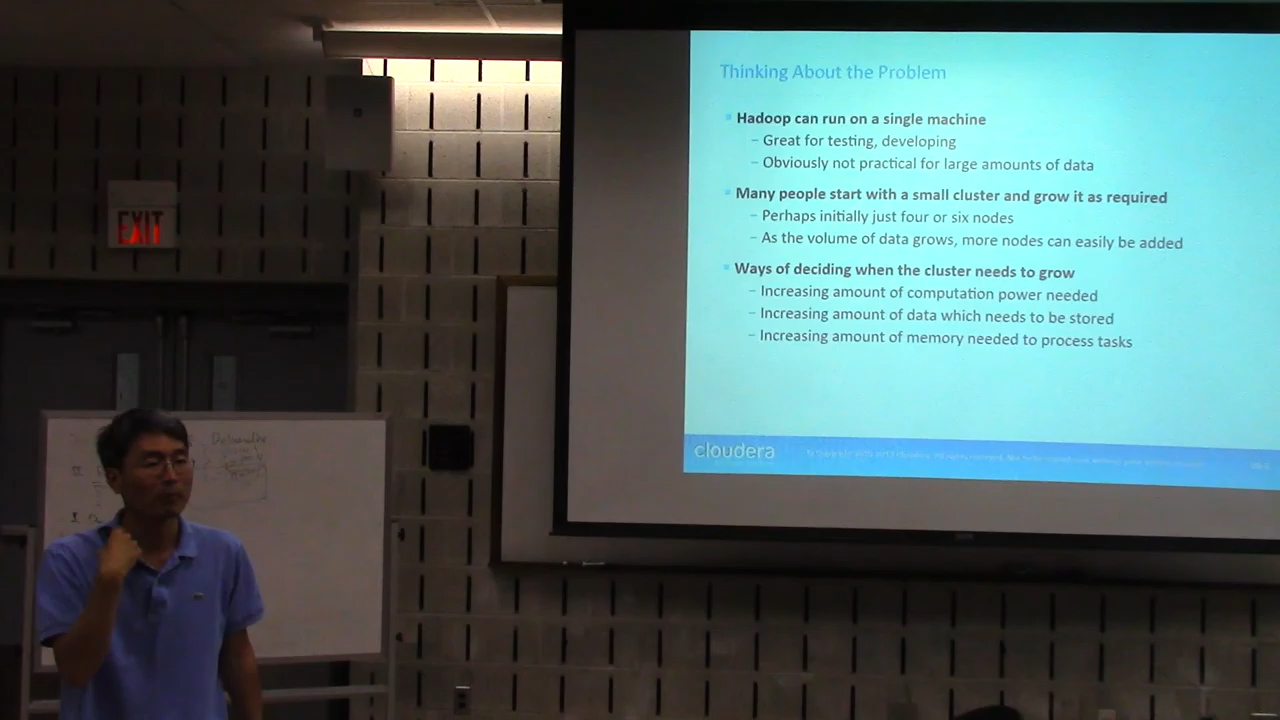 EXIT
Thinking About the Problem
Hadoop can run on a single machine
– Great for testing, developing
– Obviously not practical for large amounts of data
Many people start with a small cluster and grow it as required
– Perhaps initially just four or six nodes
– As the volume of data grows, more nodes can easily be added
Ways of deciding when the cluster needs to grow
– Increasing amount of computation power needed
– Increasing amount of data which needs to be stored
– Increasing amount of memory needed to process tasks
cloudera